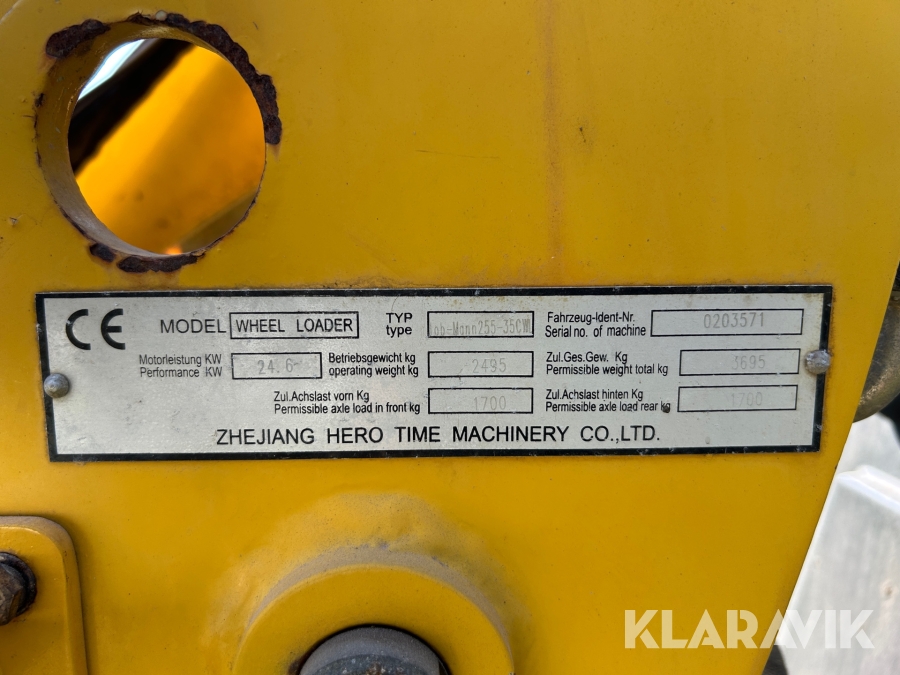 CE MODEL WHEEL LOADER TYP type 255-35CWL Fahrzeug-Ident-Nr. Serial no. of machine 0203571
Motorleistung KW Performance KW 24.6 Betriebsgewicht kg operating weight kg 2495 Zul.Ges.Gew. Kg Permissible weight total kg 3695
Zul.Achslast vorn Kg Permissible axle load in front kg 1700 Zul.Achslast hinten Kg Permissible axle load rear kg 1700
ZHEJIANG HERO TIME MACHINERY CO.,LTD.
KLARAVIK